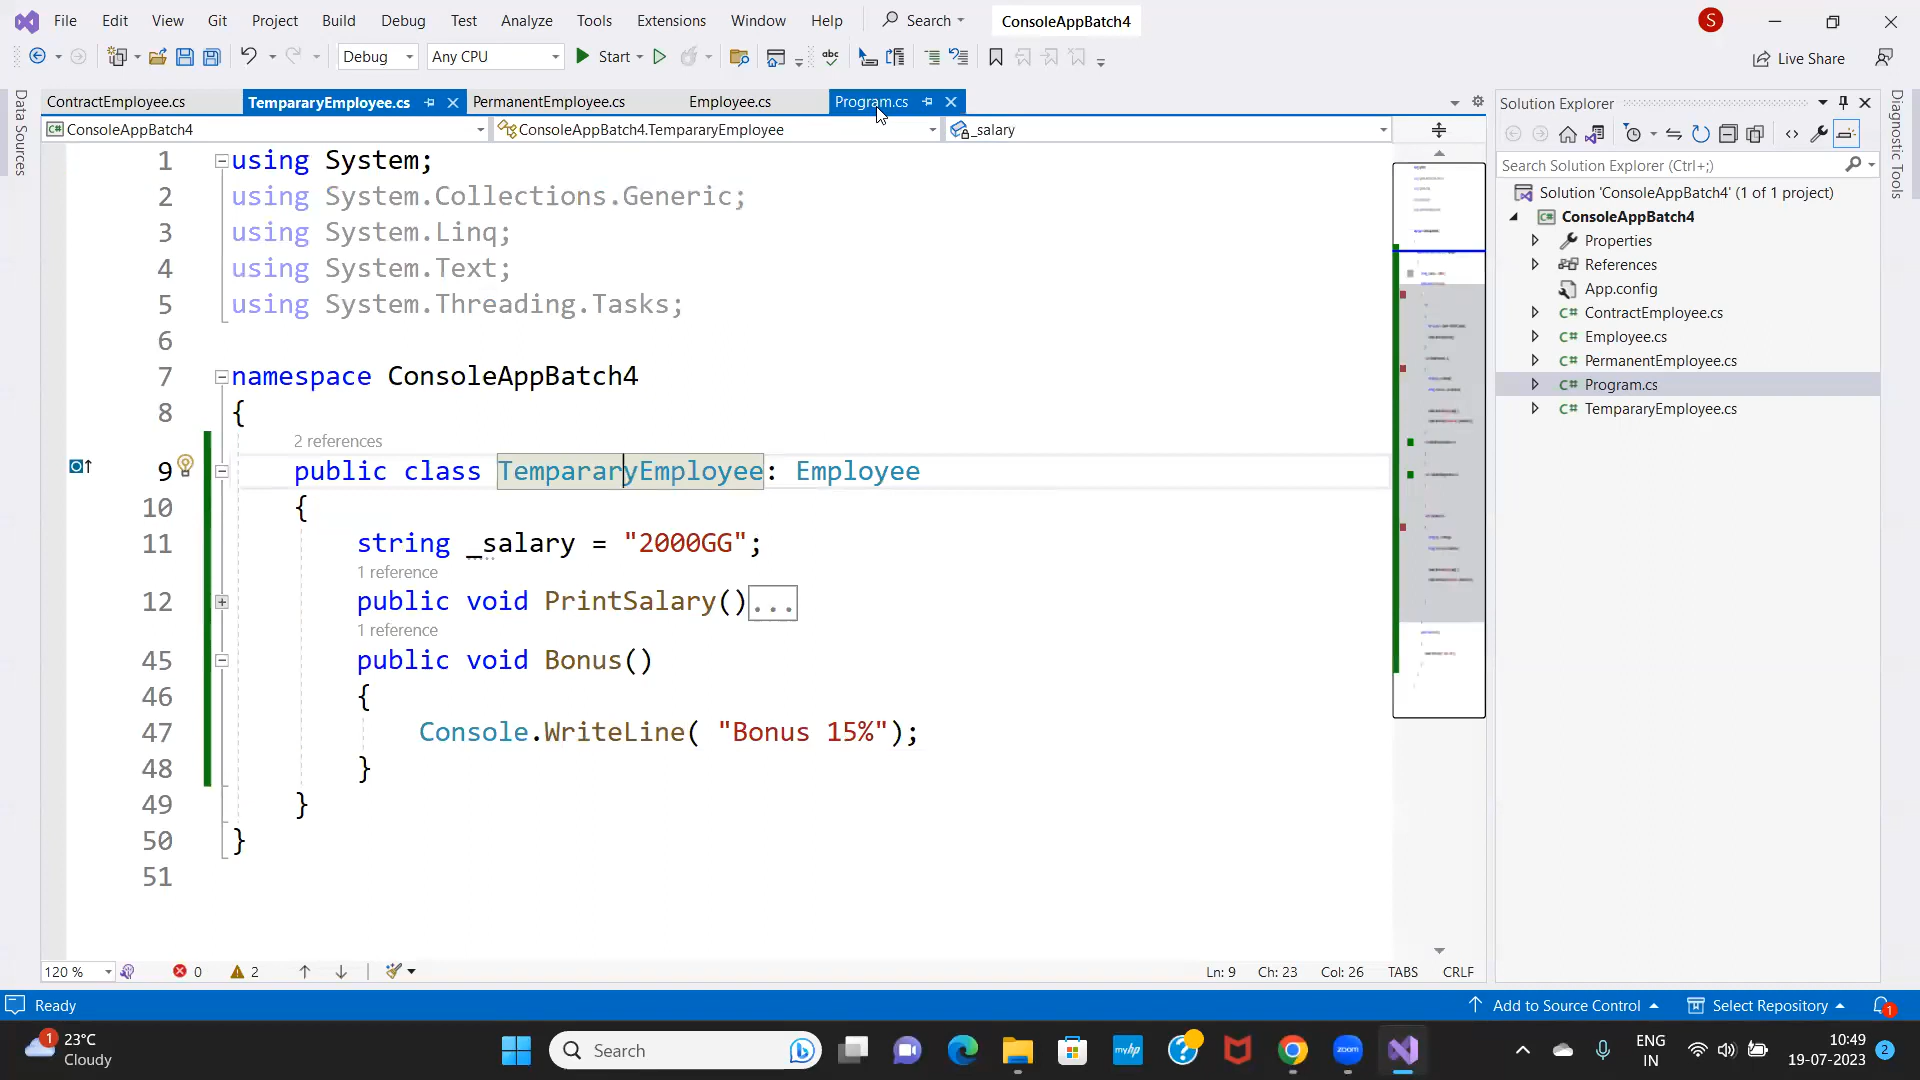 File Edit View Git Project Build Debug Test Analyze Tools Extensions Window Help Search ConsoleAppBatch4 S
Debug Any CPU Start abc Live Share
ContractEmployee.cs TempararyEmployee.cs PermanentEmployee.cs Employee.cs Program.cs
ConsoleAppBatch4 ConsoleAppBatch4.TempararyEmployee _salary
Data Sources
1 using System;
2 using System.Collections.Generic;
3 using System.Linq;
4 using System.Text;
5 using System.Threading.Tasks;
6
7 namespace ConsoleAppBatch4
8 {
2 references
9 public class TempararyEmployee: Employee
10 {
11 string _salary = "2000GG";
1 reference
12 public void PrintSalary()...
1 reference
45 public void Bonus()
46 {
47 Console.WriteLine( "Bonus 15%");
48 }
49 }
50 }
51
120 % 0 2 Ln: 9 Ch: 23 Col: 26 TABS CRLF
Solution Explorer
Search Solution Explorer (Ctrl+;)
Solution 'ConsoleAppBatch4' (1 of 1 project)
C# ConsoleAppBatch4
Properties
References
App.config
C# ContractEmployee.cs
C# Employee.cs
C# PermanentEmployee.cs
C# Program.cs
C# TempararyEmployee.cs
Diagnostic Tools
Ready Add to Source Control Select Repository 1
1 23°C
Cloudy
Search
myhp
zoom
ENG
IN
10:49
19-07-2023
2